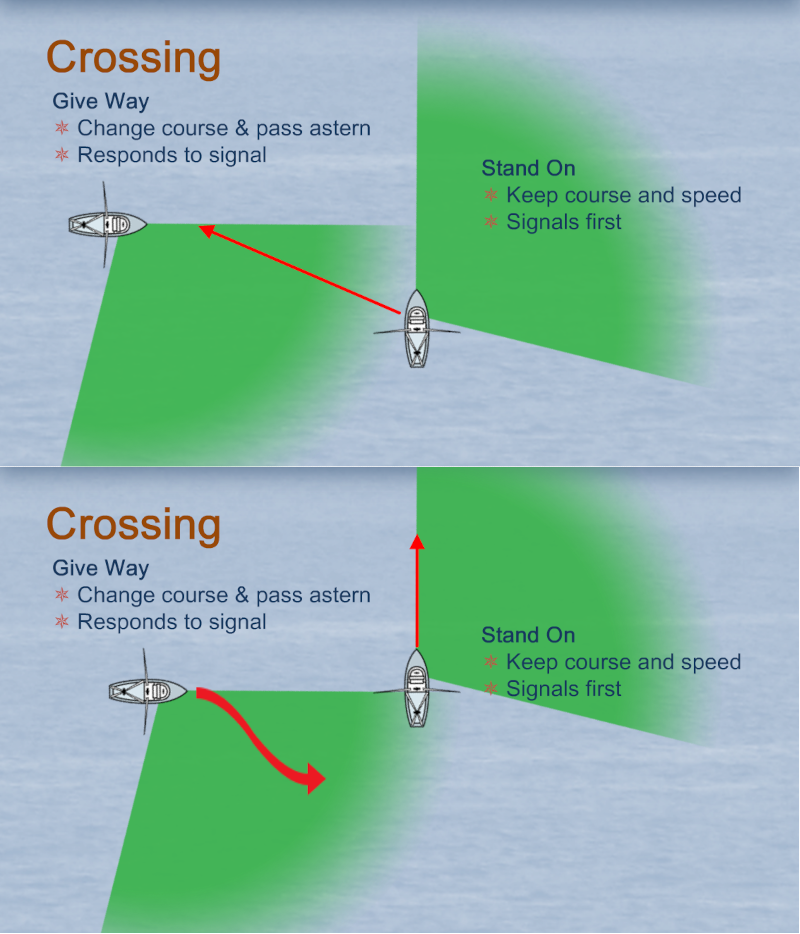 Crossing
Give Way
Change course & pass astern
Responds to signal
Stand On
Keep course and speed
Signals first
Crossing
Give Way
Change course & pass astern
Responds to signal
Stand On
Keep course and speed
Signals first